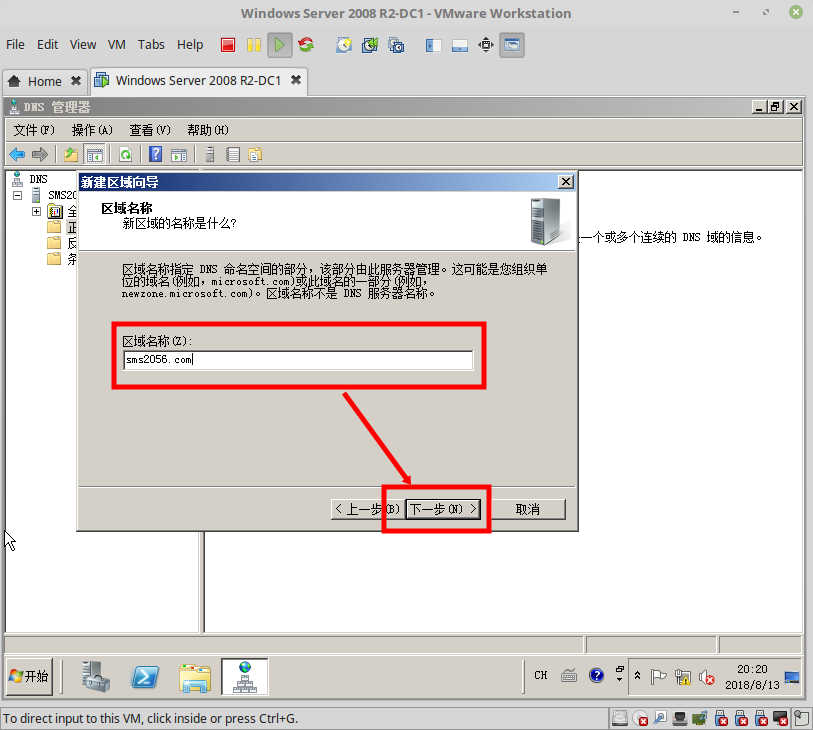 Windows Server 2008 R2-DC1 - VMware Workstation
File Edit View VM Tabs Help
Home Windows Server 2008 R2-DC1
DNS 管理器
文件(F) 操作(A) 查看(V) 帮助(H)
DNS
SMS20
新建区域向导
区域名称
新区域的名称是什么?
一个或多个连续的 DNS 域的信息。
区域名称指定 DNS 命名空间的部分，该部分由此服务器管理。这可能是您组织单
位的域名(例如，microsoft.com)或此域名的一部分(例如，
newzone.microsoft.com)。区域名称不是 DNS 服务器名称。
区域名称(Z):
sms2056.com
< 上一步(B) 下一步(N) > 取消
开始 CH 20:20
2018/8/13
To direct input to this VM, click inside or press Ctrl+G.